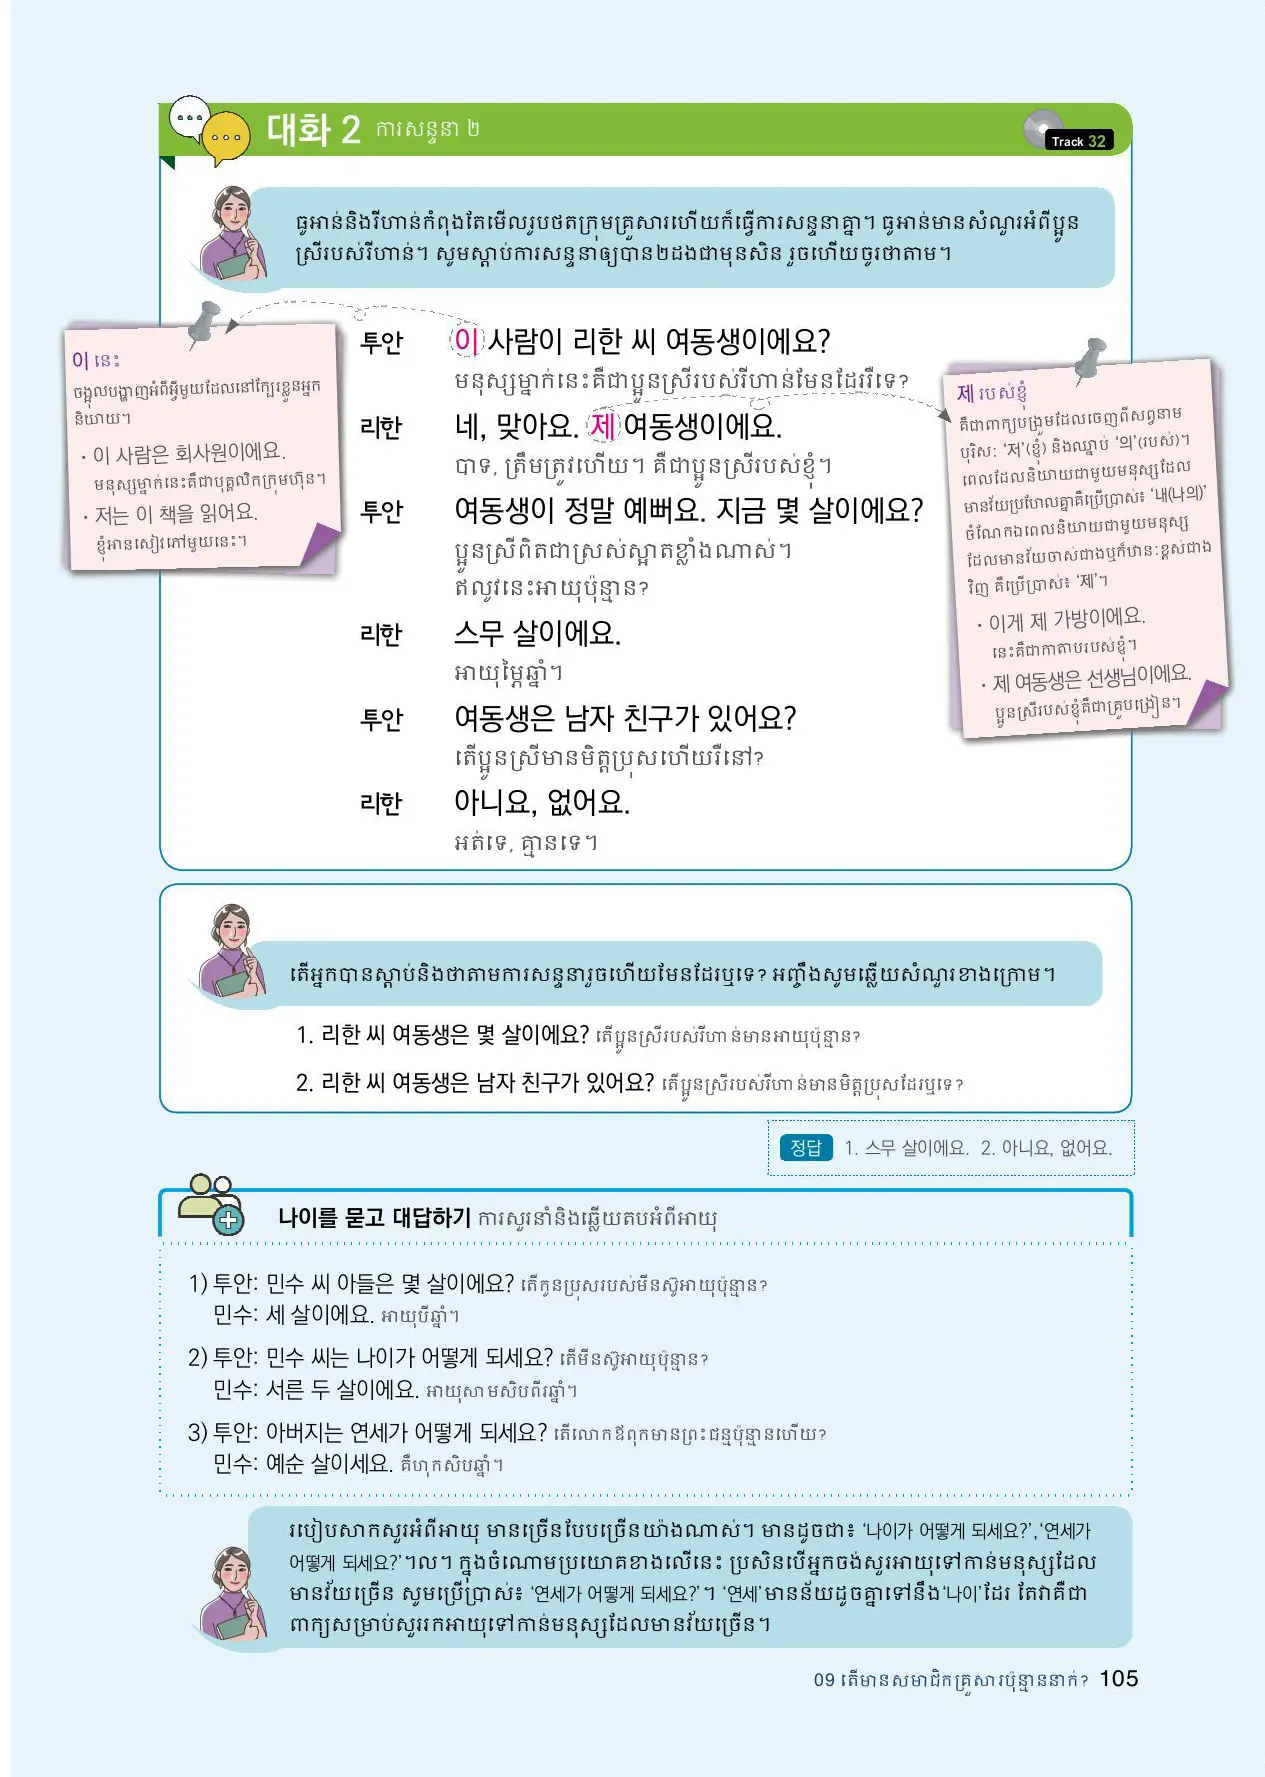 대화 2 ការសន្ទនា ២
Track 32
ធូអាន់និងរីហាន់កំពុងតែមើលរូបថតក្រុមគ្រួសារហើយក៏ធ្វើការសន្ទនាគ្នា។ ធូអាន់មានសំណួរអំពីប្អូន
ស្រីរបស់រីហាន់។ សូមស្តាប់ការសន្ទនាឲ្យបាន២ដងជាមុនសិន រួចហើយចូរថាតាម។
투안 이 사람이 리한 씨 여동생이에요?
មនុស្សម្នាក់នេះគឺជាប្អូនស្រីរបស់រីហាន់មែនដែររឺទេ?
리한 네, 맞아요. 제 여동생이에요.
បាទ, ត្រឹមត្រូវហើយ។ គឺជាប្អូនស្រីរបស់ខ្ញុំ។
투안 여동생이 정말 예뻐요. 지금 몇 살이에요?
ប្អូនស្រីពិតជាស្រស់ស្អាតខ្លាំងណាស់។
ឥលូវនេះអាយុប៉ុន្មាន?
리한 스무 살이에요.
អាយុម្ភៃឆ្នាំ។
투안 여동생은 남자 친구가 있어요?
តើប្អូនស្រីមានមិត្តប្រុសហើយរឺនៅ?
리한 아니요, 없어요.
អត់ទេ, គ្មានទេ។
이 នេះ
ចង្អុលបង្ហាញអំពីអ្វីមួយដែលនៅក្បែរខ្លួនអ្នក
និយាយ។
· 이 사람은 회사원이에요.
មនុស្សម្នាក់នេះគឺជាបុគ្គលិកក្រុមហ៊ុន។
· 저는 이 책을 읽어요.
ខ្ញុំអានសៀវភៅមួយនេះ។
제 របស់ខ្ញុំ
គឺជាពាក្យបង្រួមដែលចេញពីសព្វនាម
បុរិស: ‘저’(ខ្ញុំ) និងឈ្នាប់ ‘의’(របស់)។
ពេលដែលនិយាយជាមួយមនុស្សដែល
មានវ័យប្រហែលគ្នាគឺប្រើប្រាស់៖ ‘내(나의)’
ចំណែកឯពេលនិយាយជាមួយមនុស្ស
ដែលមានវ័យចាស់ជាងឬក៏ឋានៈខ្ពស់ជាង
វិញ គឺប្រើប្រាស់៖ ‘제’។
· 이게 제 가방이에요.
នេះគឺជាកាតាបរបស់ខ្ញុំ។
· 제 여동생은 선생님이에요.
ប្អូនស្រីរបស់ខ្ញុំគឺជាគ្រូបង្រៀន។
តើអ្នកបានស្តាប់និងថាតាមការសន្ទនារួចហើយមែនដែរឬទេ? អញ្ចឹងសូមឆ្លើយសំណួរខាងក្រោម។
1. 리한 씨 여동생은 몇 살이에요? តើប្អូនស្រីរបស់រីហាន់មានអាយុប៉ុន្មាន?
2. 리한 씨 여동생은 남자 친구가 있어요? តើប្អូនស្រីរបស់រីហាន់មានមិត្តប្រុសដែរឬទេ?
정답 1. 스무 살이에요. 2. 아니요, 없어요.
나이를 묻고 대답하기 ការសួរនាំនិងឆ្លើយតបអំពីអាយុ
1) 투안: 민수 씨 아들은 몇 살이에요? តើកូនប្រុសរបស់មីនស៊ូអាយុប៉ុន្មាន?
민수: 세 살이에요. អាយុបីឆ្នាំ។
2) 투안: 민수 씨는 나이가 어떻게 되세요? តើមីនស៊ូអាយុប៉ុន្មាន?
민수: 서른 두 살이에요. អាយុសាមសិបពីរឆ្នាំ។
3) 투안: 아버지는 연세가 어떻게 되세요? តើលោកឪពុកមានព្រះជន្មប៉ុន្មានហើយ?
민수: 예순 살이세요. គឺហុកសិបឆ្នាំ។
របៀបសាកសួរអំពីអាយុ មានច្រើនបែបច្រើនយ៉ាងណាស់។ មានដូចជា៖ ‘나이가 어떻게 되세요?’,‘연세가
어떻게 되세요?’។ល។ ក្នុងចំណោមប្រយោគខាងលើនេះ ប្រសិនបើអ្នកចង់សួរអាយុទៅកាន់មនុស្សដែល
មានវ័យច្រើន សូមប្រើប្រាស់៖ ‘연세가 어떻게 되세요?’។ ‘연세’មានន័យដូចគ្នាទៅនឹង‘나이’ដែរ តែវាគឺជា
ពាក្យសម្រាប់សួររកអាយុទៅកាន់មនុស្សដែលមានវ័យច្រើន។
09 តើមានសមាជិកគ្រួសារប៉ុន្មាននាក់? 105